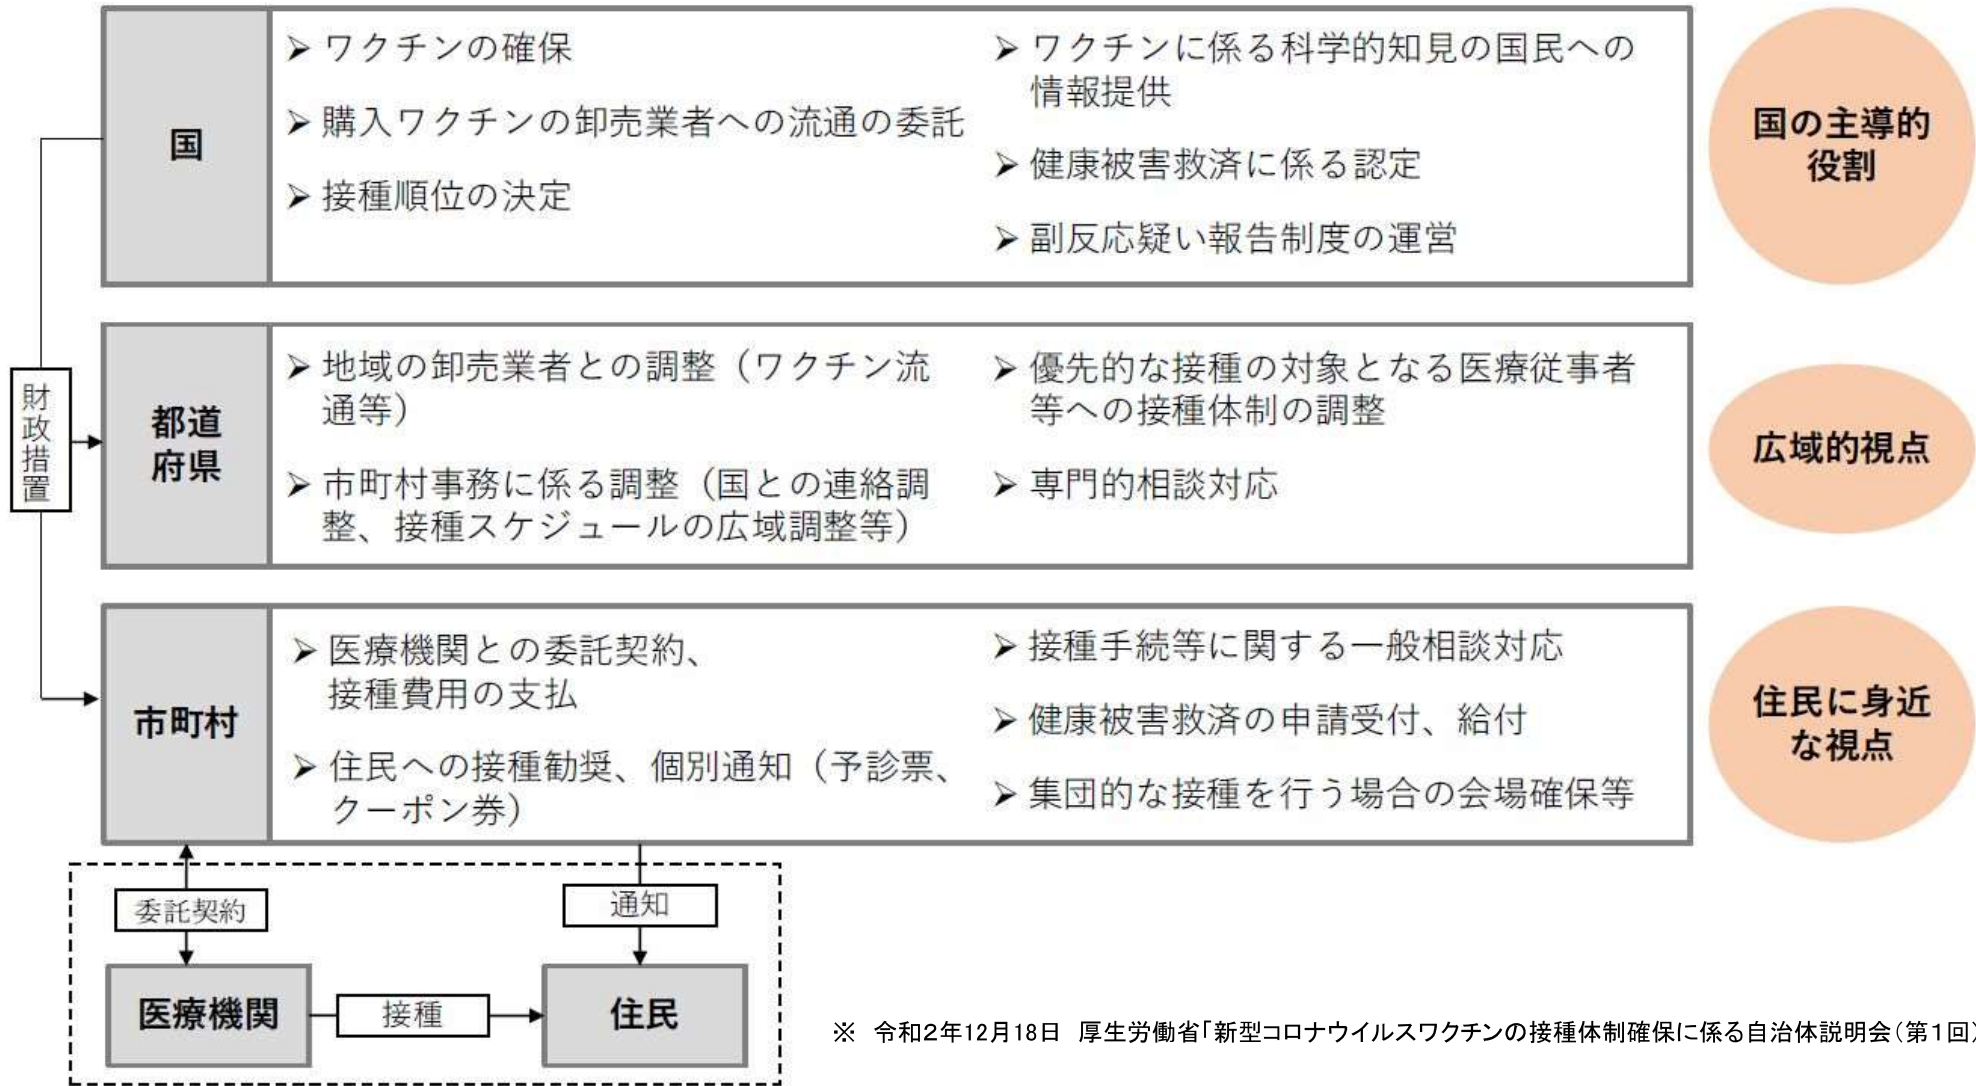 国
➢ ワクチンの確保
➢ 購入ワクチンの卸売業者への流通の委託
➢ 接種順位の決定
➢ ワクチンに係る科学的知見の国民への
情報提供
➢ 健康被害救済に係る認定
➢ 副反応疑い報告制度の運営
国の主導的
役割
財政措置
都道
府県
➢ 地域の卸売業者との調整（ワクチン流
通等）
➢ 市町村事務に係る調整（国との連絡調
整、接種スケジュールの広域調整等）
➢ 優先的な接種の対象となる医療従事者
等への接種体制の調整
➢ 専門的相談対応
広域的視点
市町村
➢ 医療機関との委託契約、
接種費用の支払
➢ 住民への接種勧奨、個別通知（予診票、
クーポン券）
➢ 接種手続等に関する一般相談対応
➢ 健康被害救済の申請受付、給付
➢ 集団的な接種を行う場合の会場確保等
住民に身近
な視点
委託契約
通知
医療機関
接種
住民
※ 令和2年12月18日 厚生労働省「新型コロナウイルスワクチンの接種体制確保に係る自治体説明会（第1回）